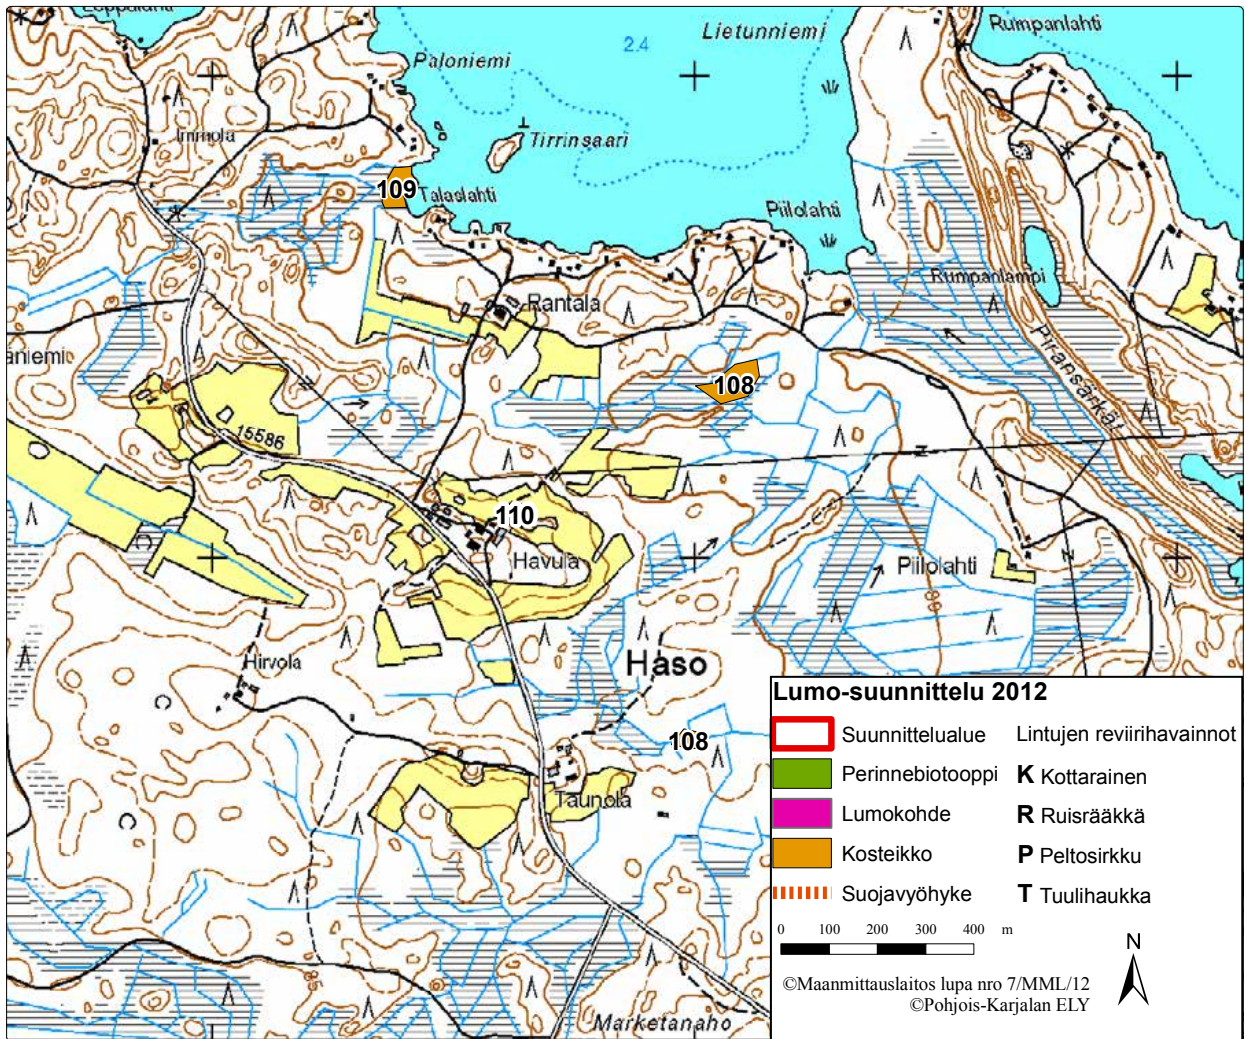 Lietunniemi
Rumpanlahti
2.4
Paloniemi
Immola
Tirrinsaari
109
Talaslahti
Piilolahti
Rumpanlampi
Rantala
aniemi
108
Piransärkät
15586
110
Havula
Piilolahti
89
Hirvola
Haso
108
Taunola
Marketanaho
Lumo-suunnittelu 2012
Suunnittelualue
Perinnebiotooppi
Lumokohde
Kosteikko
Suojavyöhyke
Lintujen reviirihavainnot
K Kottarainen
R Ruisrääkkä
P Peltosirkku
T Tuulihaukka
0 100 200 300 400 m
N
©Maanmittauslaitos lupa nro 7/MML/12
©Pohjois-Karjalan ELY